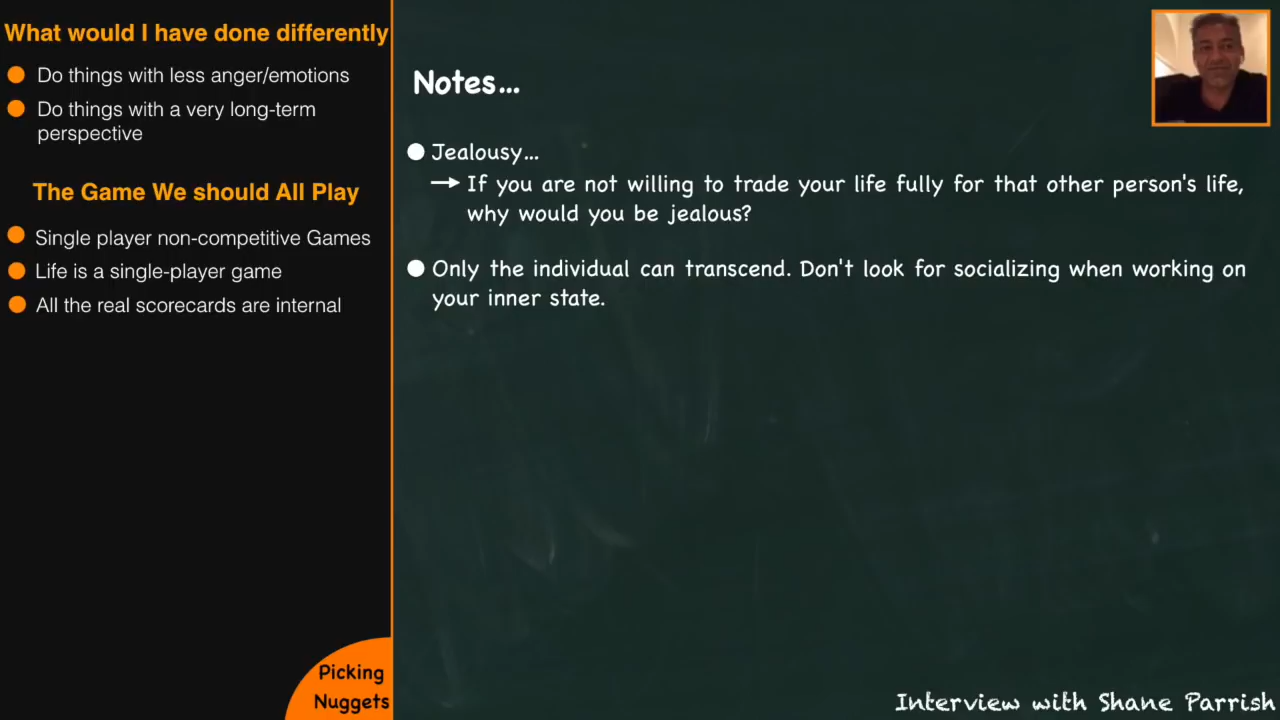 What would I have done differently
Do things with less anger/emotions
Do things with a very long-term
perspective
The Game We should All Play
Single player non-competitive Games
Life is a single-player game
All the real scorecards are internal
Picking
Nuggets
Notes...
Jealousy...
→ If you are not willing to trade your life fully for that other person's life,
why would you be jealous?
Only the individual can transcend. Don't look for socializing when working on
your inner state.
Interview with Shane Parrish